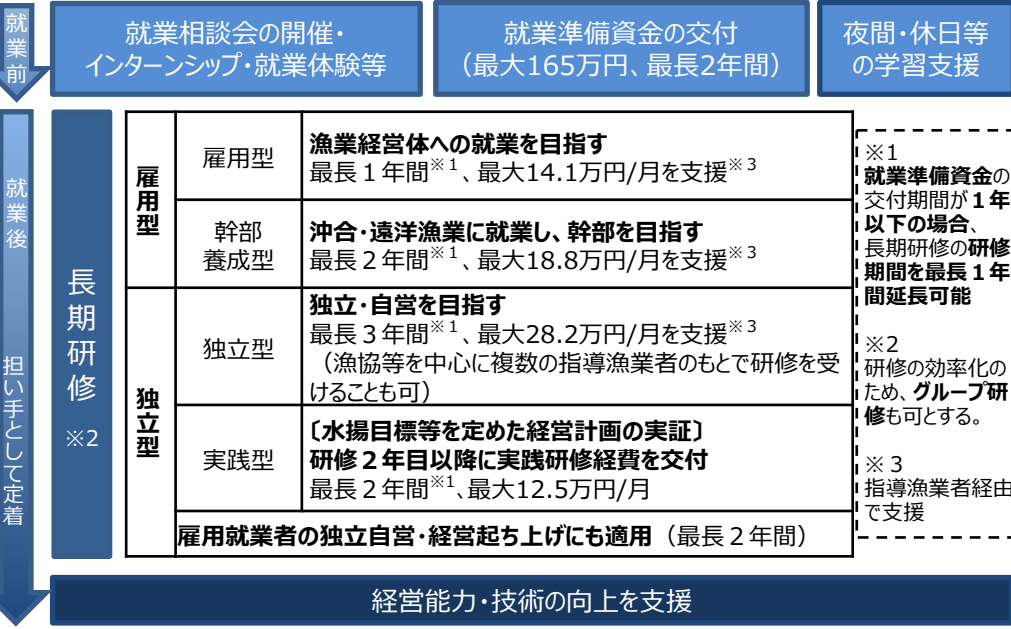 就業前
就業相談会の開催・
インターンシップ・就業体験等
就業準備資金の交付
（最大165万円、最長2年間）
夜間・休日等
の学習支援
就業後
担い手として定着
長期研修
※2
雇用型
雇用型
漁業経営体への就業を目指す
最長１年間※１、最大14.1万円/月を支援※３
幹部
養成型
沖合・遠洋漁業に就業し、幹部を目指す
最長２年間※１、最大18.8万円/月を支援※３
独立型
独立型
独立・自営を目指す
最長３年間※１、最大28.2万円/月を支援※３
（漁協等を中心に複数の指導漁業者のもとで研修を受
けることも可）
実践型
〔水揚目標等を定めた経営計画の実証〕
研修２年目以降に実践研修経費を交付
最長２年間※1、最大12.5万円/月
雇用就業者の独立自営・経営起ち上げにも適用（最長２年間）
※1
就業準備資金の
交付期間が１年
以下の場合、
長期研修の研修
期間を最長１年
間延長可能
※2
研修の効率化の
ため、グループ研
修も可とする。
※３
指導漁業者経由
で支援
経営能力・技術の向上を支援